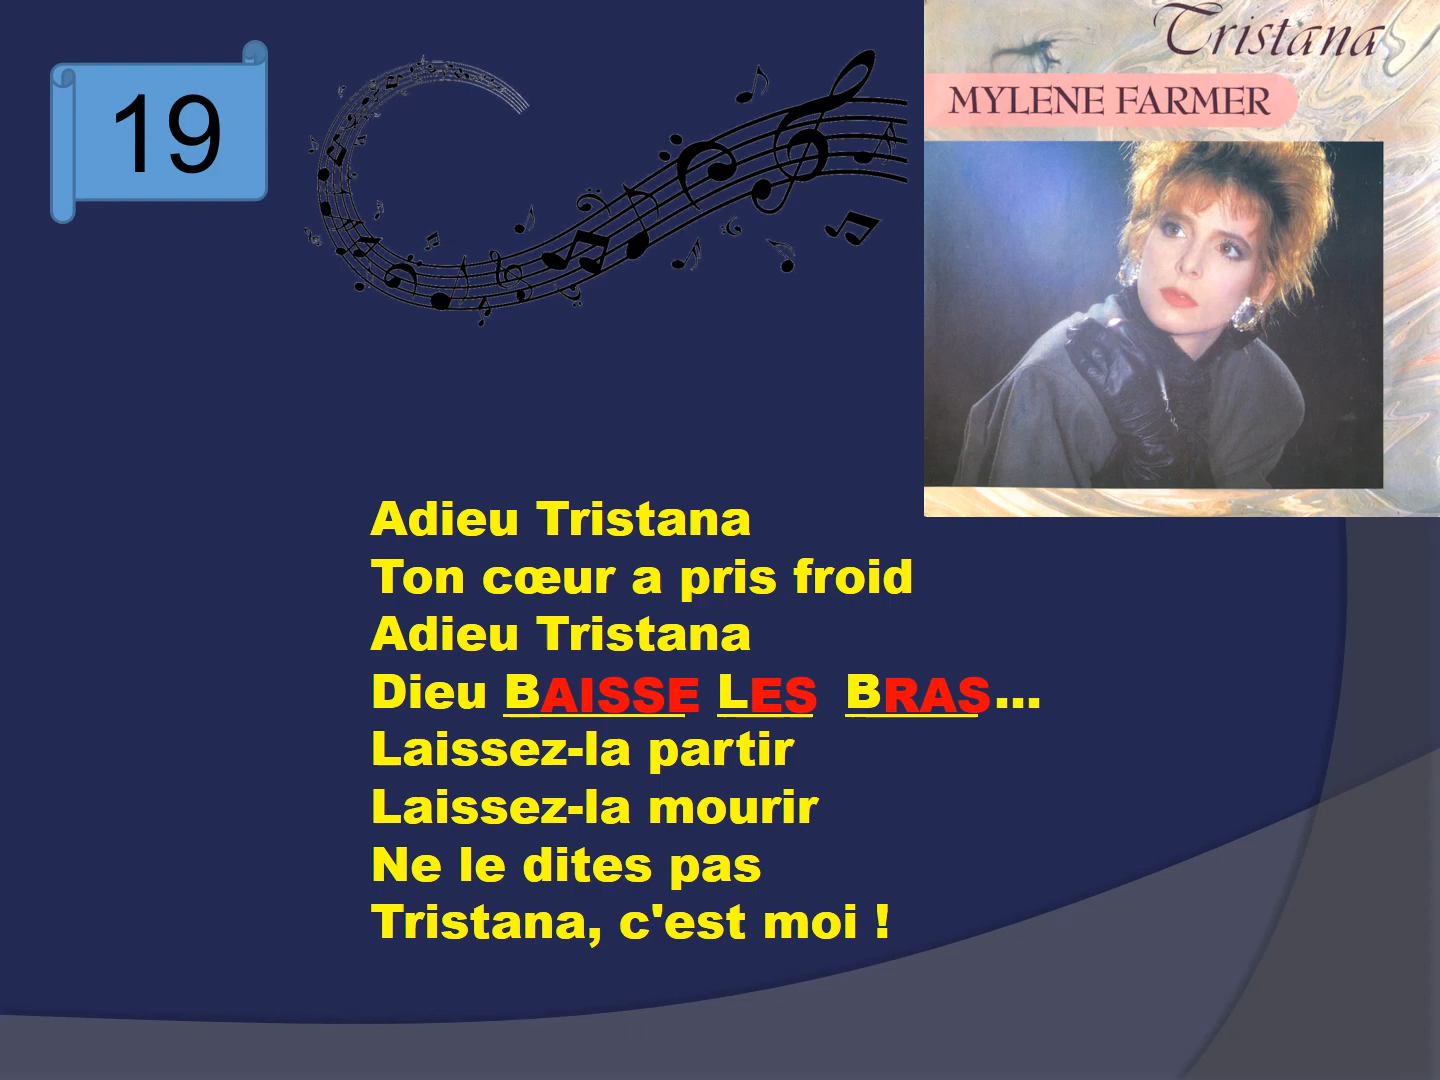 19
Tristana
MYLENE FARMER
Adieu Tristana
Ton cœur a pris froid
Adieu Tristana
Dieu BAISSE LES BRAS...
Laissez-la partir
Laissez-la mourir
Ne le dites pas
Tristana, c'est moi !